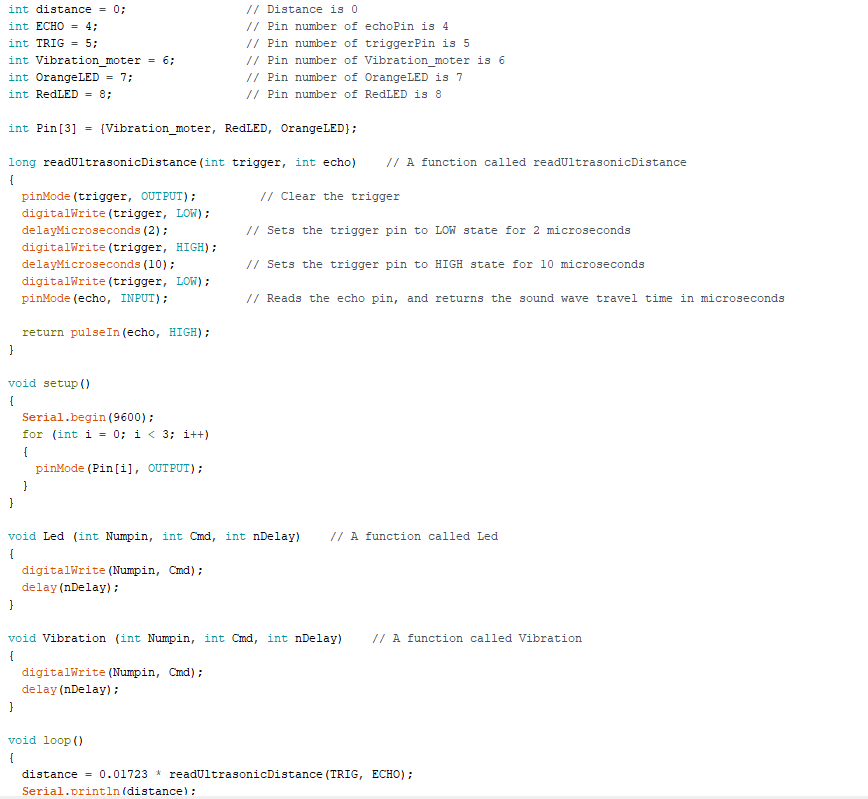 int distance = 0;                 // Distance is 0
int ECHO = 4;                     // Pin number of echoPin is 4
int TRIG = 5;                     // Pin number of triggerPin is 5
int Vibration_moter = 6;          // Pin number of Vibration_moter is 6
int OrangeLED = 7;                // Pin number of OrangeLED is 7
int RedLED = 8;                   // Pin number of RedLED is 8

int Pin[3] = {Vibration_moter, RedLED, OrangeLED};

long readUltrasonicDistance(int trigger, int echo)    // A function called readUltrasonicDistance
{
  pinMode(trigger, OUTPUT);         // Clear the trigger
  digitalWrite(trigger, LOW);
  delayMicroseconds(2);           // Sets the trigger pin to LOW state for 2 microseconds
  digitalWrite(trigger, HIGH);
  delayMicroseconds(10);          // Sets the trigger pin to HIGH state for 10 microseconds
  digitalWrite(trigger, LOW);
  pinMode(echo, INPUT);           // Reads the echo pin, and returns the sound wave travel time in microseconds

  return pulseIn(echo, HIGH);
}

void setup()
{
  Serial.begin(9600);
  for (int i = 0; i < 3; i++)
  {
    pinMode(Pin[i], OUTPUT);
  }
}

void Led (int Numpin, int Cmd, int nDelay)    // A function called Led
{
  digitalWrite(Numpin, Cmd);
  delay(nDelay);
}

void Vibration (int Numpin, int Cmd, int nDelay)    // A function called Vibration
{
  digitalWrite(Numpin, Cmd);
  delay(nDelay);
}

void loop()
{
  distance = 0.01723 * readUltrasonicDistance(TRIG, ECHO);
  Serial.println(distance);